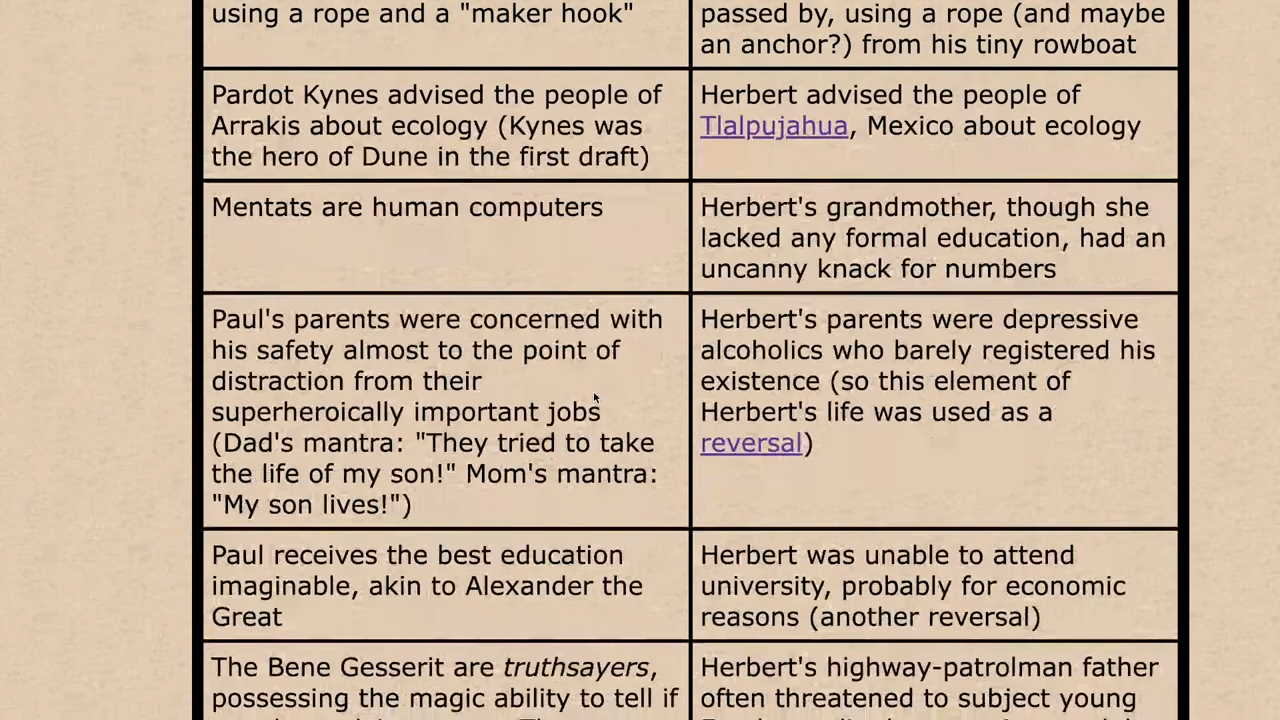 using a rope and a "maker hook"
passed by, using a rope (and maybe
an anchor?) from his tiny rowboat
Pardot Kynes advised the people of
Arrakis about ecology (Kynes was
the hero of Dune in the first draft)
Herbert advised the people of
Tlalpujahua, Mexico about ecology
Mentats are human computers
Herbert's grandmother, though she
lacked any formal education, had an
uncanny knack for numbers
Paul's parents were concerned with
his safety almost to the point of
distraction from their
superheroically important jobs
(Dad's mantra: "They tried to take
the life of my son!" Mom's mantra:
"My son lives!")
Herbert's parents were depressive
alcoholics who barely registered his
existence (so this element of
Herbert's life was used as a
reversal)
Paul receives the best education
imaginable, akin to Alexander the
Great
Herbert was unable to attend
university, probably for economic
reasons (another reversal)
The Bene Gesserit are truthsayers,
possessing the magic ability to tell if
Herbert's highway-patrolman father
often threatened to subject young